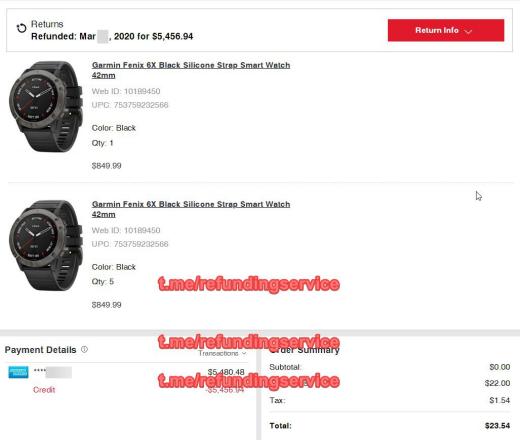 Returns
Refunded: Mar , 2020 for $5,456.94
Return Info
Garmin Fenix 6X Black Silicone Strap Smart Watch
42mm
Web ID: 10189450
UPC: 753759232566
Color: Black
Qty: 1
$849.99
Garmin Fenix 6X Black Silicone Strap Smart Watch
42mm
Web ID: 10189450
UPC: 753759232566
Color: Black
Qty: 5
t.me/refundingservice
$849.99
t.me/refundingservice
Payment Details
Transactions
**** $5,480.48
Credit -$5,456.94
t.me/refundingservice
Order Summary
Subtotal: $0.00
$22.00
Tax: $1.54
Total: $23.54